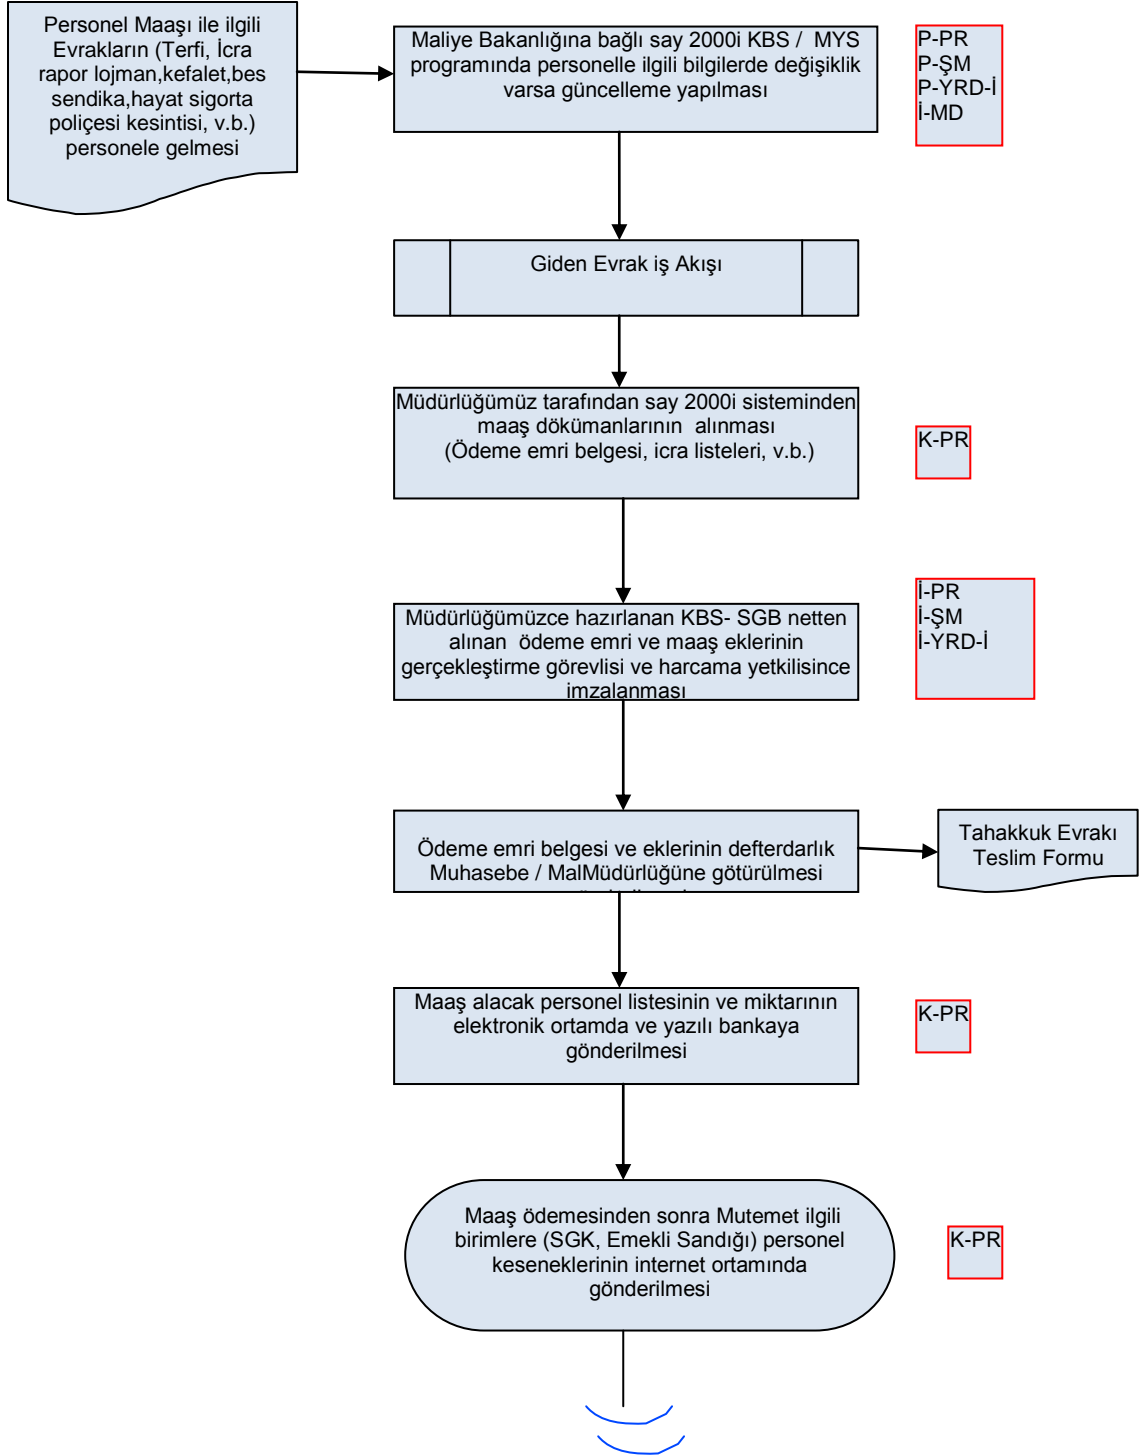 Personel Maaşı ile ilgili
Evrakların (Terfi, İcra
rapor lojman,kefalet,bes
sendika,hayat sigorta
poliçesi kesintisi, v.b.)
personele gelmesi
Maliye Bakanlığına bağlı say 2000i KBS / MYS
programında personelle ilgili bilgilerde değişiklik
varsa güncelleme yapılması
P-PR
P-ŞM
P-YRD-İ
İ-MD
Giden Evrak iş Akışı
Müdürlüğümüz tarafından say 2000i sisteminden
maaş dökümanlarının alınması
(Ödeme emri belgesi, icra listeleri, v.b.)
K-PR
Müdürlüğümüzce hazırlanan KBS- SGB netten
alınan ödeme emri ve maaş eklerinin
gerçekleştirme görevlisi ve harcama yetkilisince
imzalanması
İ-PR
İ-ŞM
İ-YRD-İ
Ödeme emri belgesi ve eklerinin defterdarlık
Muhasebe / MalMüdürlüğüne götürülmesi
Tahakkuk Evrakı
Teslim Formu
Maaş alacak personel listesinin ve miktarının
elektronik ortamda ve yazılı bankaya
gönderilmesi
K-PR
Maaş ödemesinden sonra Mutemet ilgili
birimlere (SGK, Emekli Sandığı) personel
keseneklerinin internet ortamında
gönderilmesi
K-PR